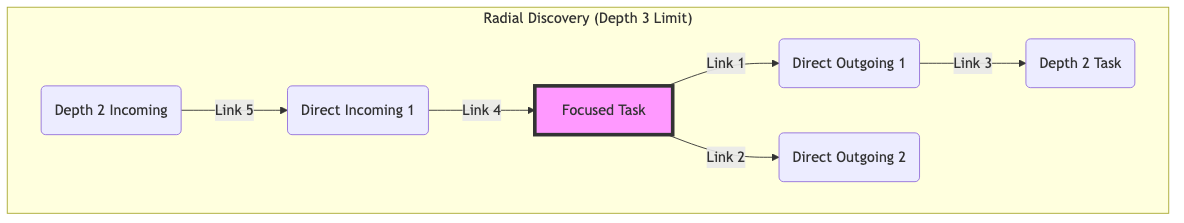 Radial Discovery (Depth 3 Limit)
Depth 2 Incoming
Link 5
Direct Incoming 1
Link 4
Focused Task
Link 1
Direct Outgoing 1
Link 3
Depth 2 Task
Link 2
Direct Outgoing 2